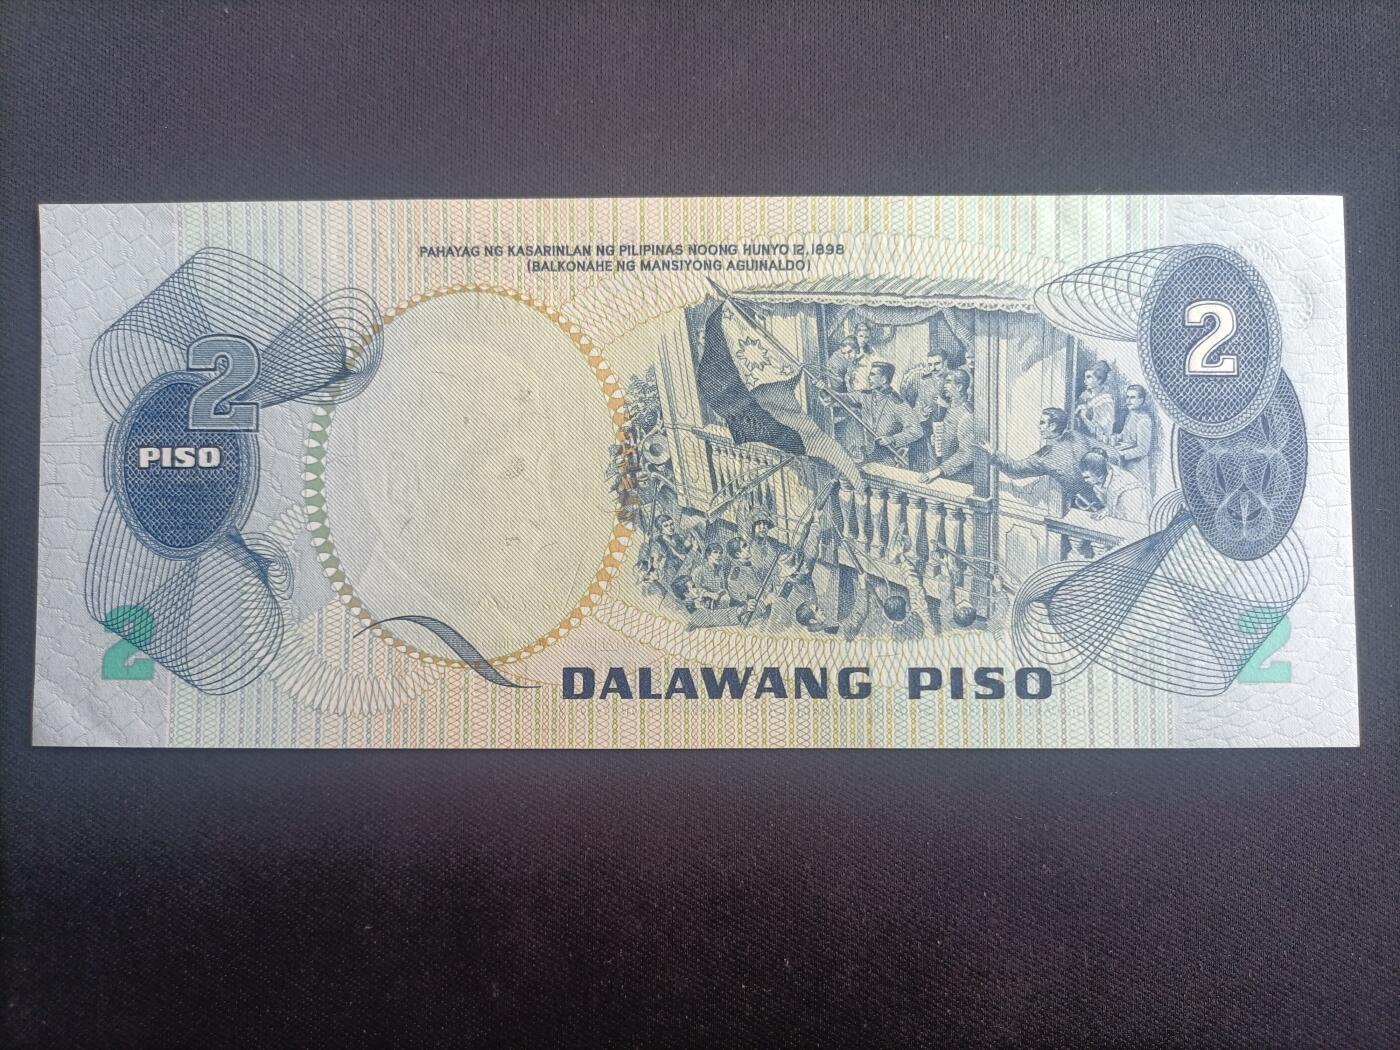 PAHAYAG NG KASARINLAN NG PILIPINAS NOONG HUNYO 12, 1898
(BALKONAHE NG MANSIYONG AGUINALDO)
2
2
PISO
2
2
DALAWANG PISO